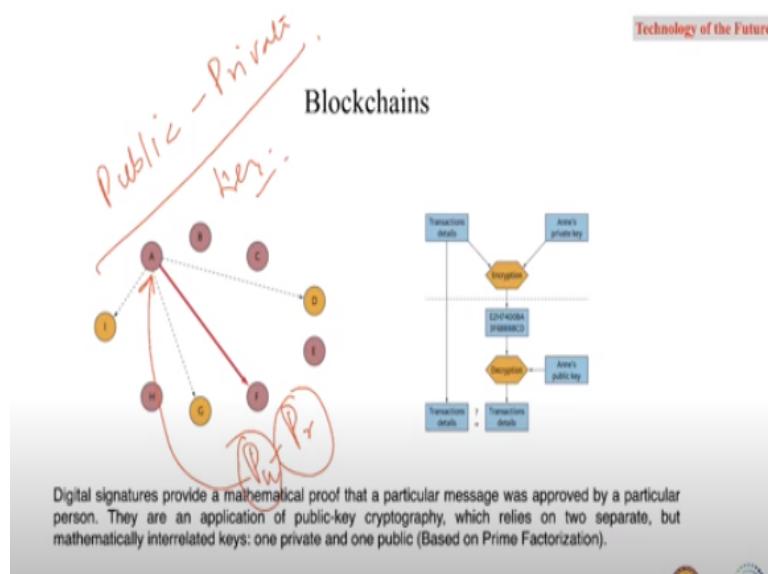 Technology of the Future
Public - Private
Key:
Blockchains
B
A
C
D
I
E
H
G
F
Pu
Pr
Transactions
details
Anne's
private key
Encryption
Decryption
Anne's
public key
Transactions
details
?
=
Transactions
details
Digital signatures provide a mathematical proof that a particular message was approved by a particular
person. They are an application of public-key cryptography, which relies on two separate, but
mathematically interrelated keys: one private and one public (Based on Prime Factorization).